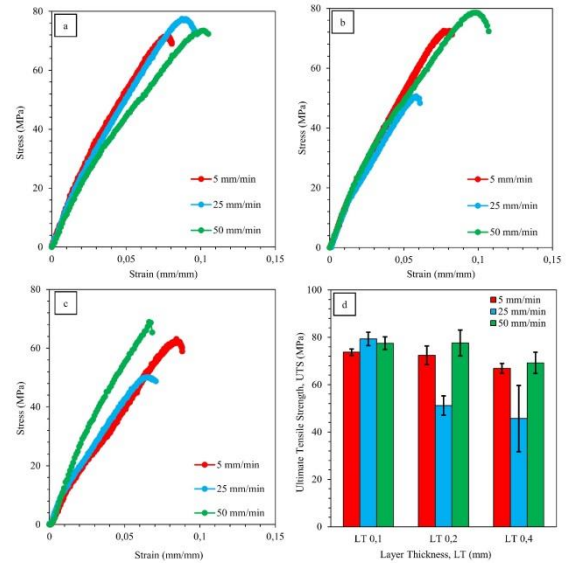 a
Stress (MPa)
80
60
40
20
0
5 mm/min
25 mm/min
50 mm/min
0
0,05
0,1
0,15
Strain (mm/mm)
b
Stress (MPa)
80
60
40
20
0
5 mm/min
25 mm/min
50 mm/min
0
0,05
0,1
0,15
Strain (mm/mm)
c
Stress (MPa)
80
60
40
20
0
5 mm/min
25 mm/min
50 mm/min
0
0,05
0,1
0,15
Strain (mm/mm)
d
Ultimate Tensile Strength, UTS (MPa)
100
80
60
40
20
0
5 mm/min
25 mm/min
50 mm/min
LT 0,1
LT 0,2
LT 0,4
Layer Thickness, LT (mm)